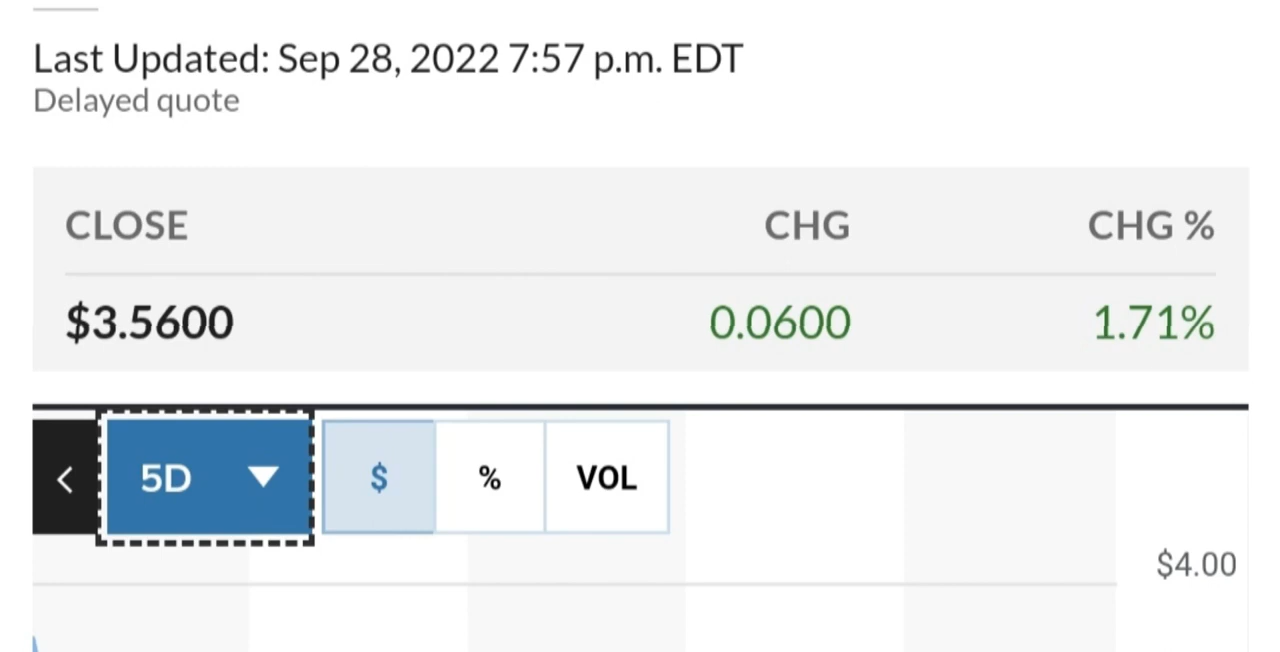 Last Updated: Sep 28, 2022 7:57 p.m. EDT
Delayed quote
CLOSE CHG CHG %
$3.5600 0.0600 1.71%
5D $ % VOL
$4.00